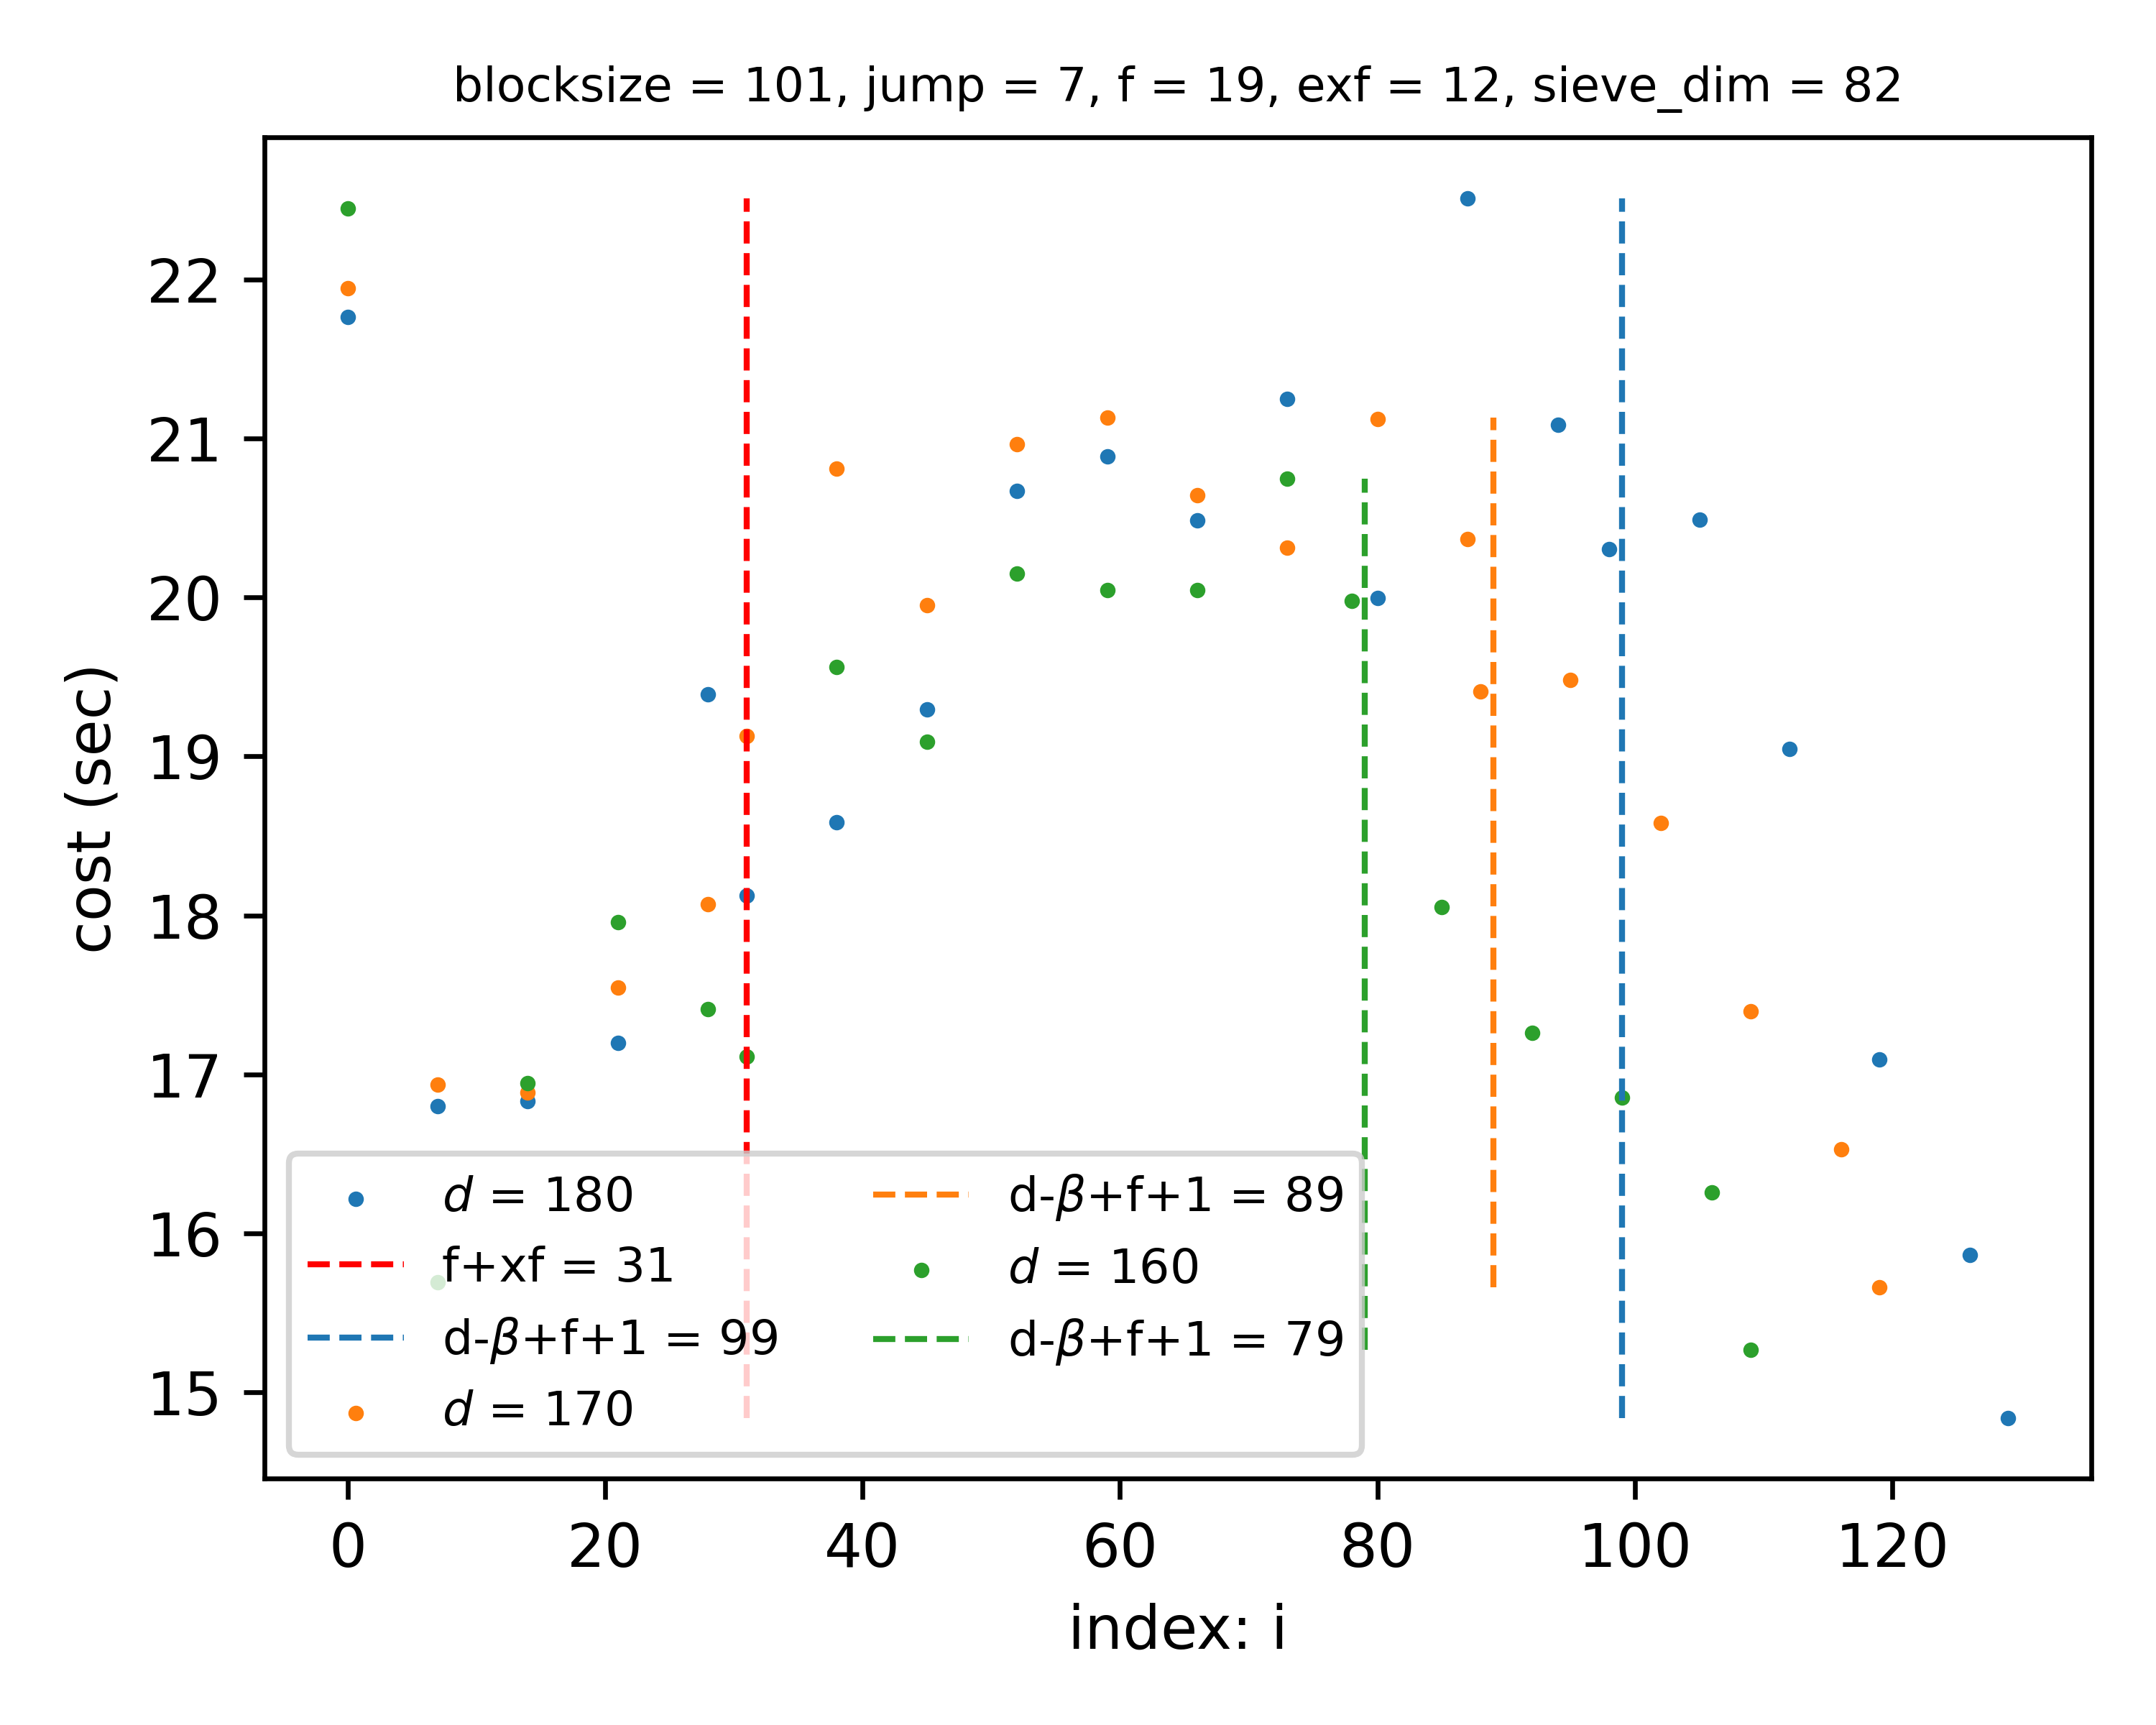 blocksize = 101, jump = 7, f = 19, exf = 12, sieve_dim = 82
22
21
20
19
18
17
16
15
cost (sec)
d = 180
f+xf = 31
d-β+f+1 = 99
d = 170
d-β+f+1 = 89
d = 160
d-β+f+1 = 79
0 20 40 60 80 100 120
index: i